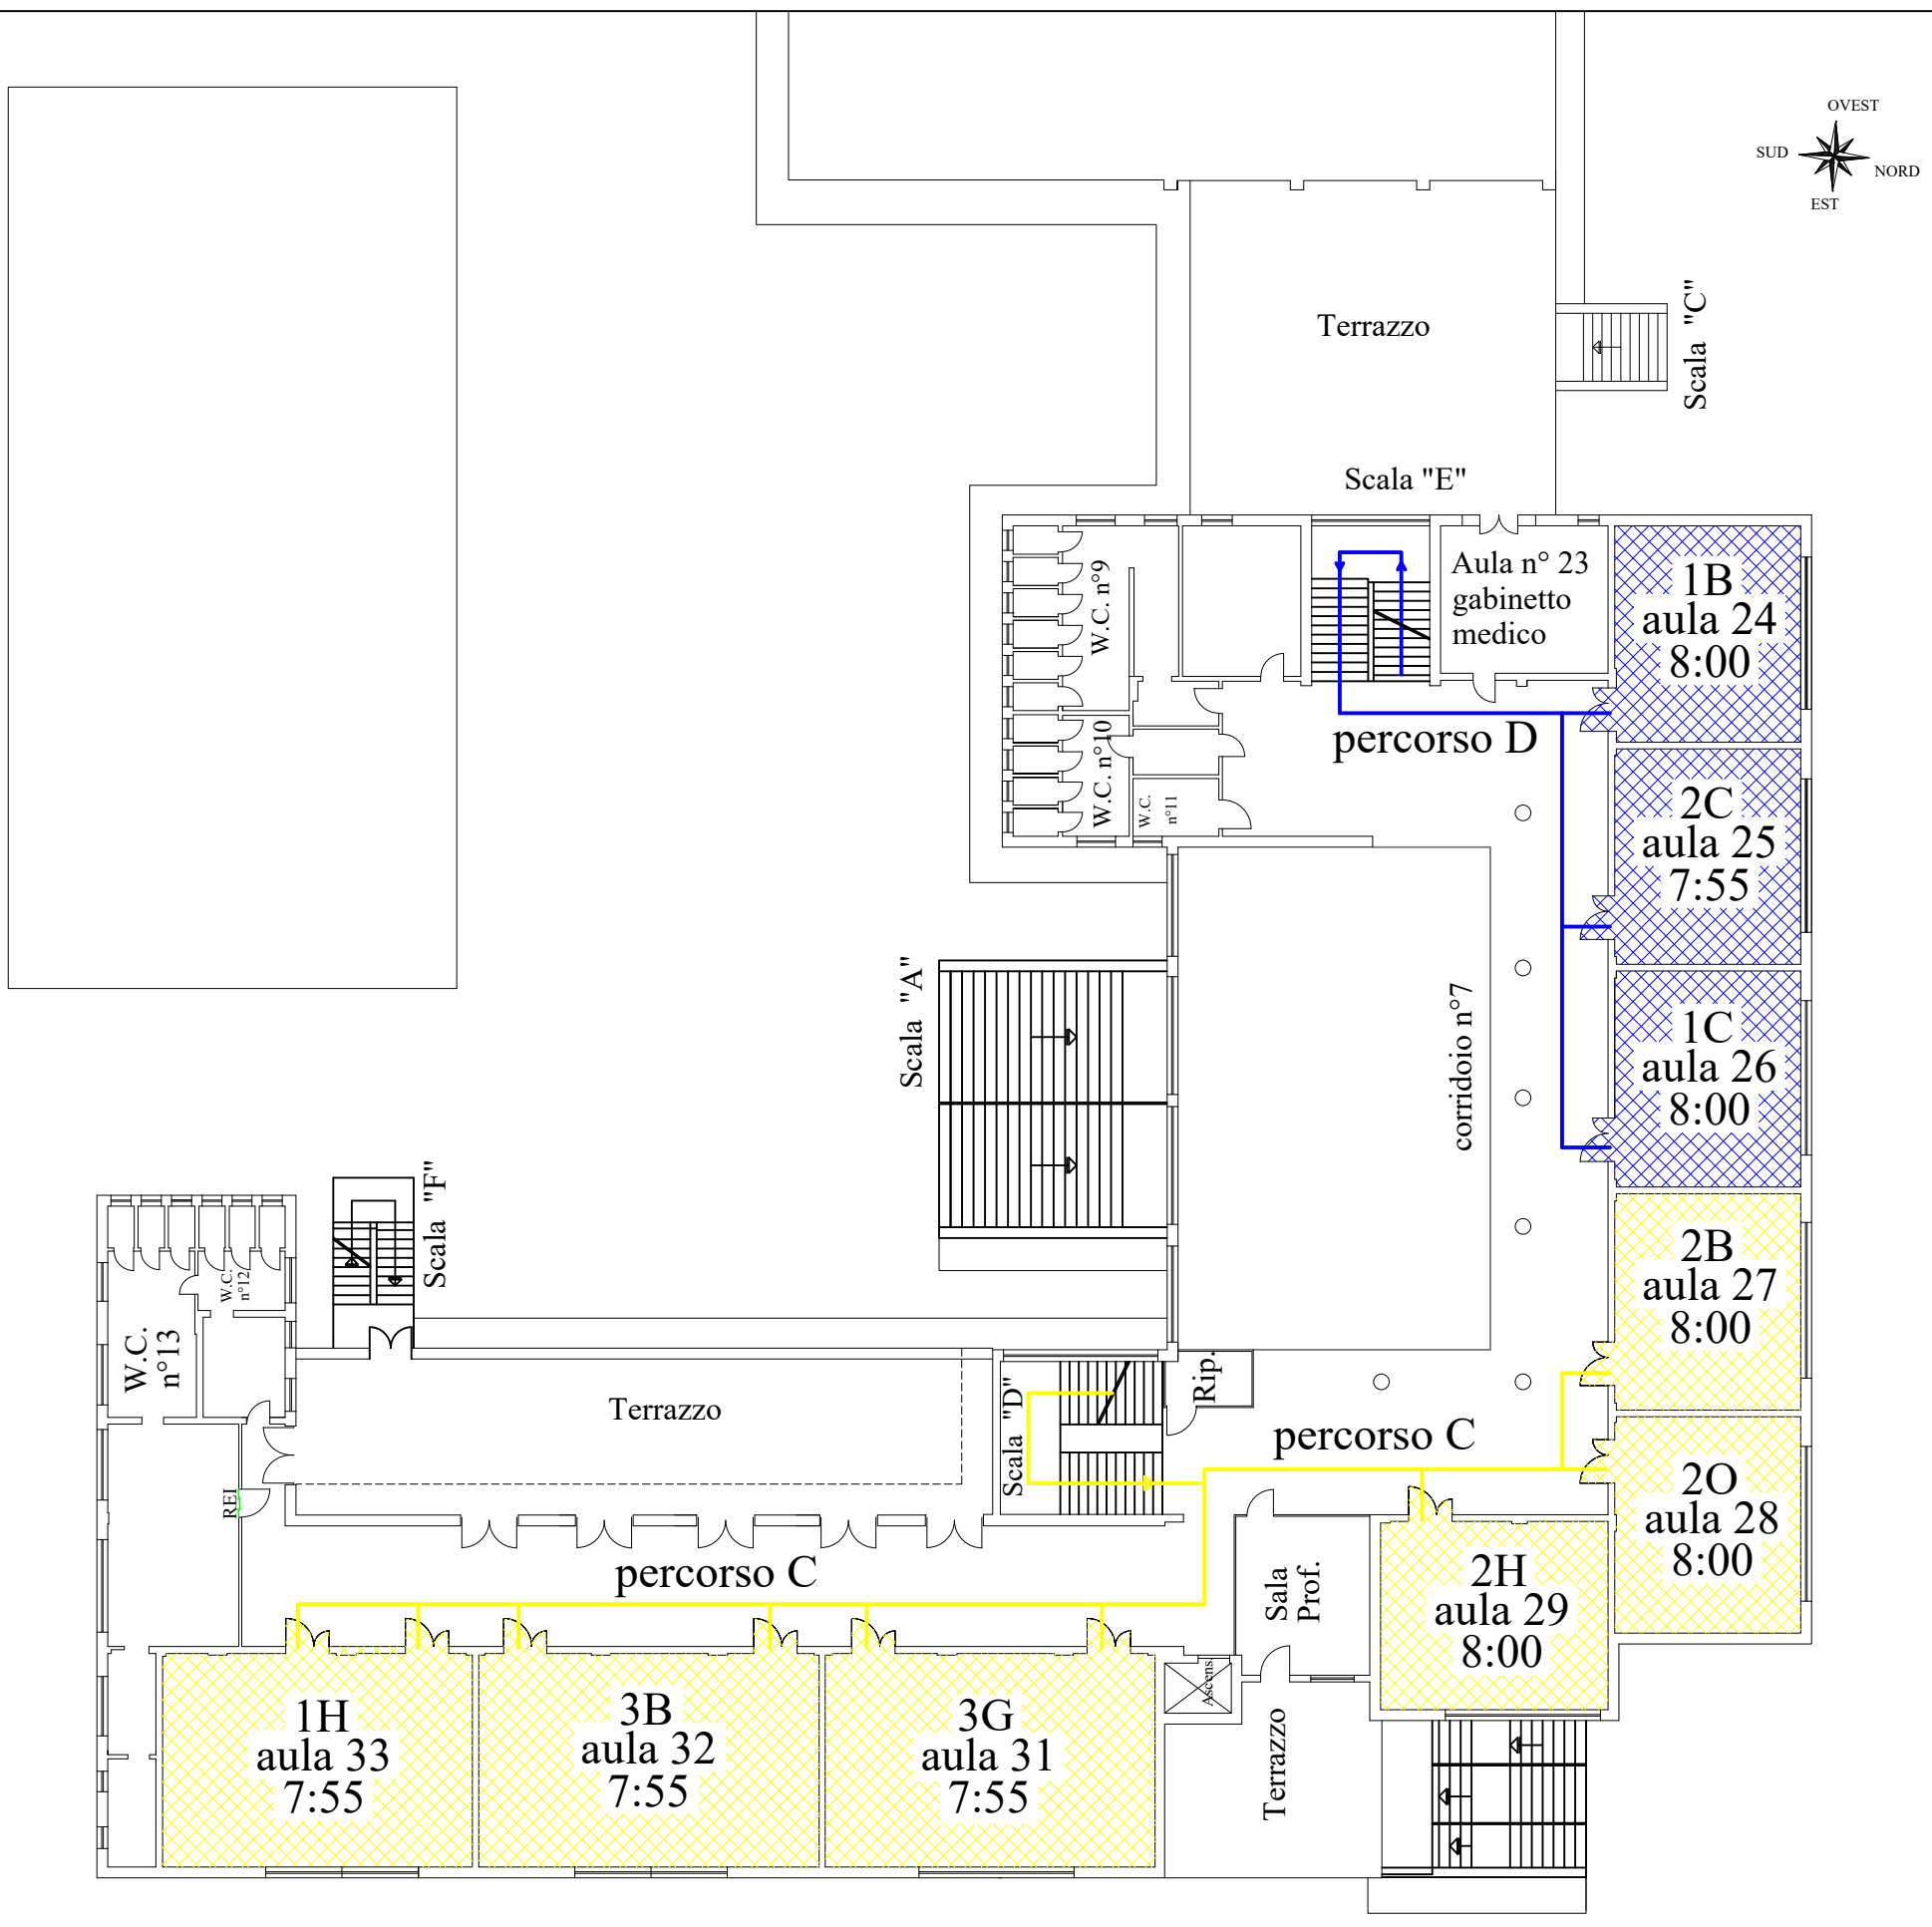 OVEST
SUD
NORD
EST
Terrazzo
Scala "C"
Scala "E"
Aula n° 23
gabinetto
medico
1B
aula 24
8:00
W.C. n°9
percorso D
W.C. n°10
W.C.
n°11
2C
aula 25
7:55
Scala "A"
corridoio n°7
1C
aula 26
8:00
Scala "F"
2B
aula 27
8:00
W.C.
n°12
W.C.
n°13
Terrazzo
Scala "D"
Rip.
percorso C
REI
2O
aula 28
8:00
percorso C
Sala
Prof.
2H
aula 29
8:00
Ascens.
1H
aula 33
7:55
3B
aula 32
7:55
3G
aula 31
7:55
Terrazzo